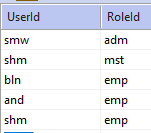 UserId RoleId
smw adm
shm mst
bln emp
and emp
shm emp